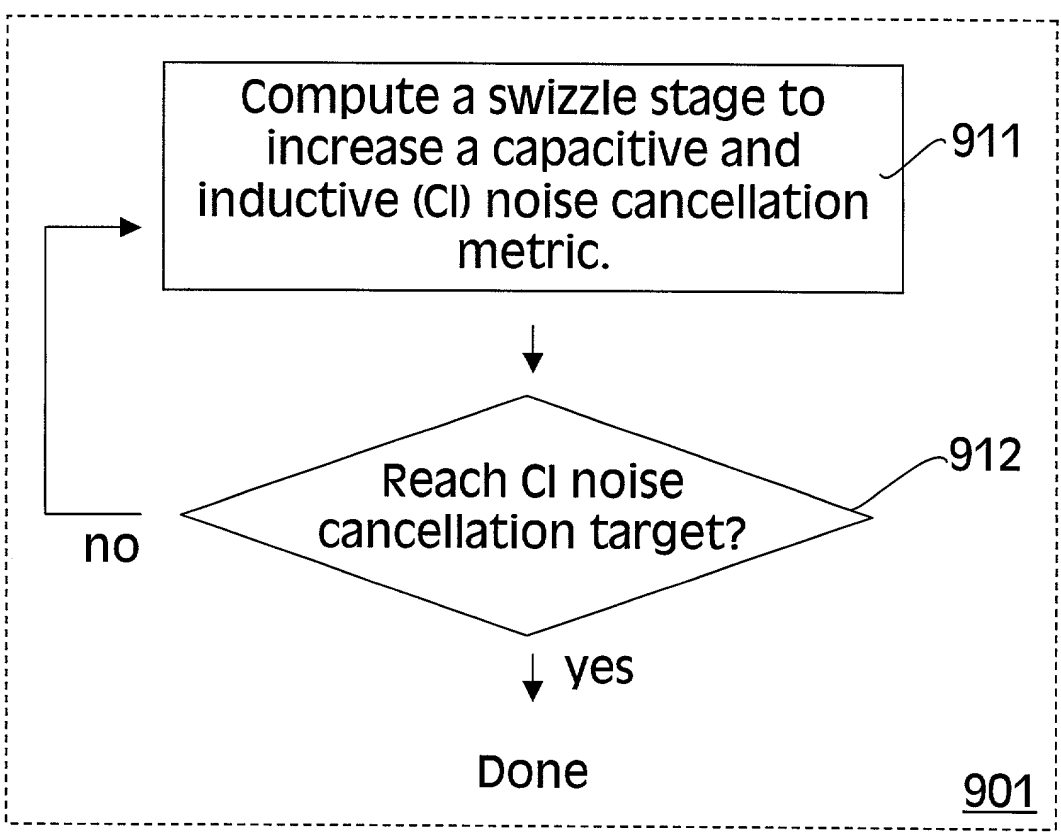 Compute a swizzle stage to
increase a capacitive and
inductive (CI) noise cancellation
metric.
911
Reach CI noise
cancellation target?
912
no
yes
Done
901